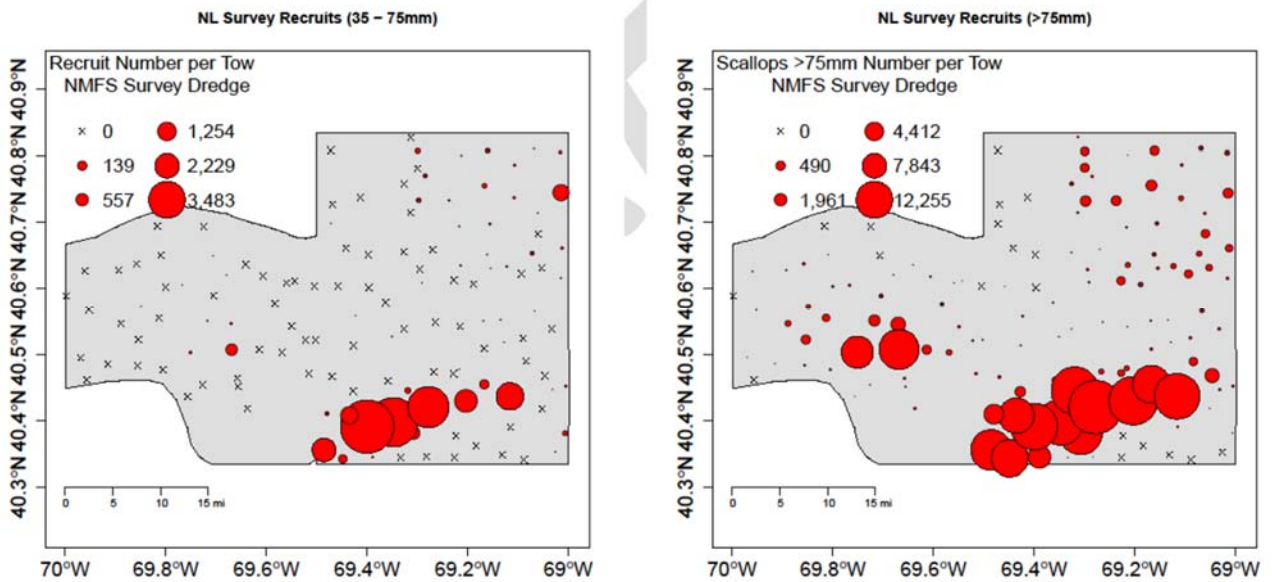 NL Survey Recruits (35 – 75mm)
Recruit Number per Tow
NMFS Survey Dredge
× 0 1,254
139 2,229
557 3,483
40.9°N
40.8°N
40.7°N
40.6°N
40.5°N
40.4°N
40.3°N
0 5 10 15 mi
70°W 69.8°W 69.6°W 69.4°W 69.2°W 69°W
NL Survey Recruits (>75mm)
Scallops >75mm Number per Tow
NMFS Survey Dredge
× 0 4,412
490 7,843
1,961 12,255
40.9°N
40.8°N
40.7°N
40.6°N
40.5°N
40.4°N
40.3°N
0 5 10 15 mi
70°W 69.8°W 69.6°W 69.4°W 69.2°W 69°W